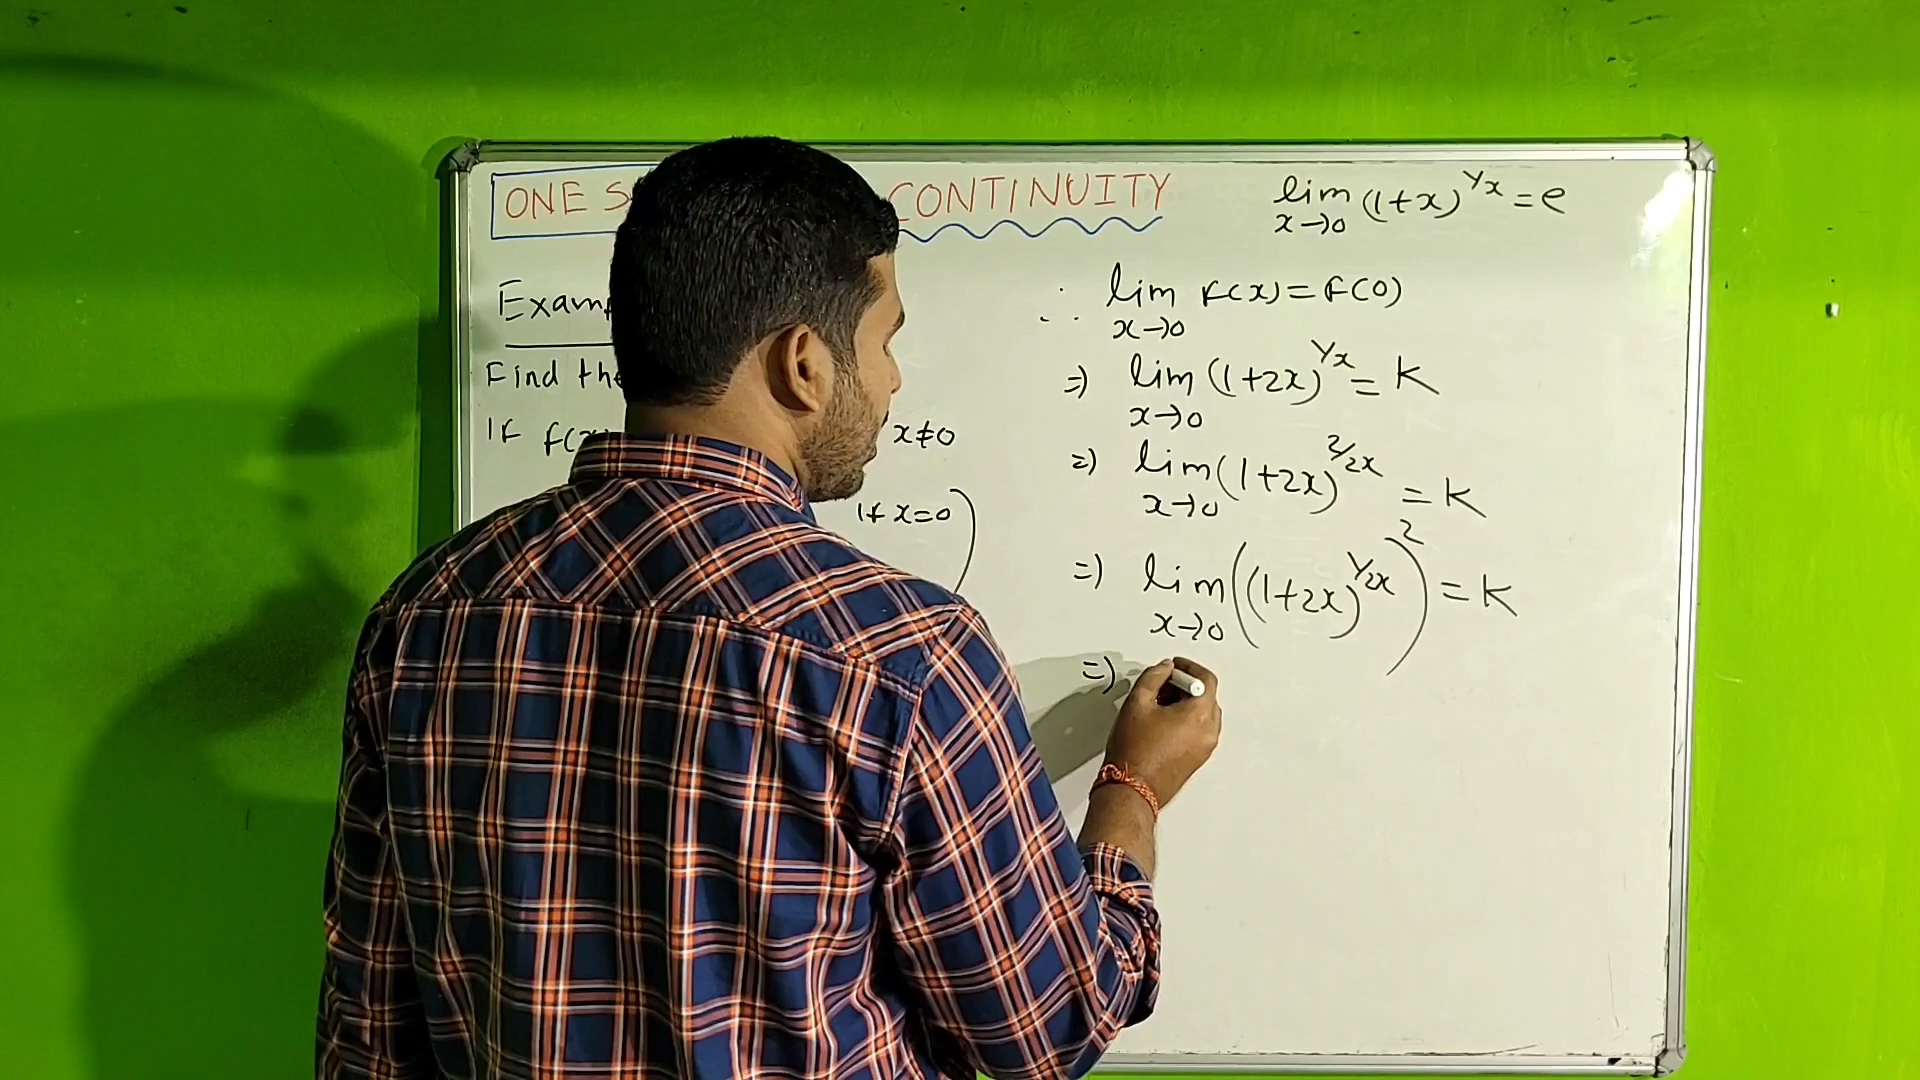 ONE CONTINUITY
lim (1+x)^1/x = e
x→0
Find the
If x≠0
If x=0
∴ lim f(x) = f(0)
x→0
⇒ lim (1+2x)^1/x = K
x→0
⇒ lim (1+2x)^2/2x = K
x→0
⇒ lim ((1+2x)^1/2x)^2 = K
x→0
⇒